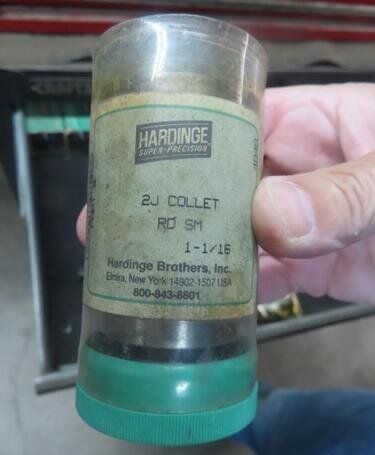 HARDINGE
SUPER-PRECISION
2J COLLET
RD SM
1-1/16
Hardinge Brothers, Inc.
Elmira, New York 14902-1507 USA
800-843-8801